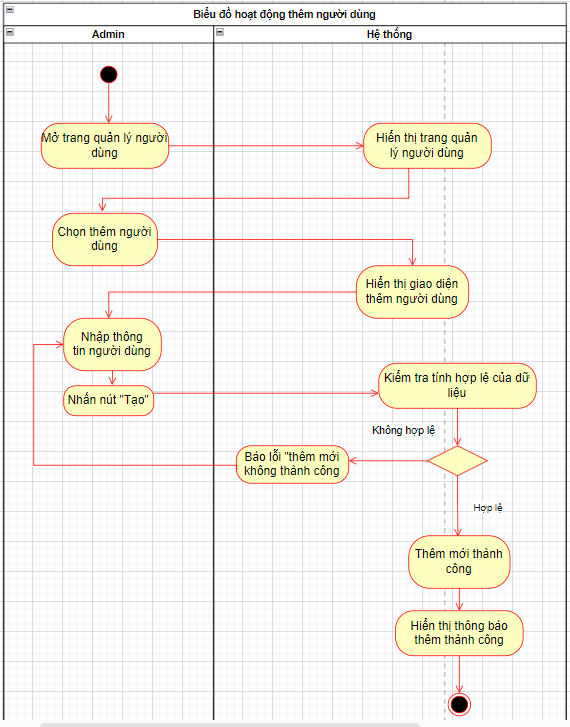 Biểu đồ hoạt động thêm người dùng
Admin
Hệ thống
Mở trang quản lý người
dùng
Hiển thị trang quản
lý người dùng
Chọn thêm người
dùng
Hiển thị giao diện
thêm người dùng
Nhập thông
tin người dùng
Nhấn nút "Tạo"
Kiểm tra tính hợp lệ của dữ
liệu
Không hợp lệ
Báo lỗi "thêm mới
không thành công
Hợp lệ
Thêm mới thành
công
Hiển thị thông báo
thêm thành công